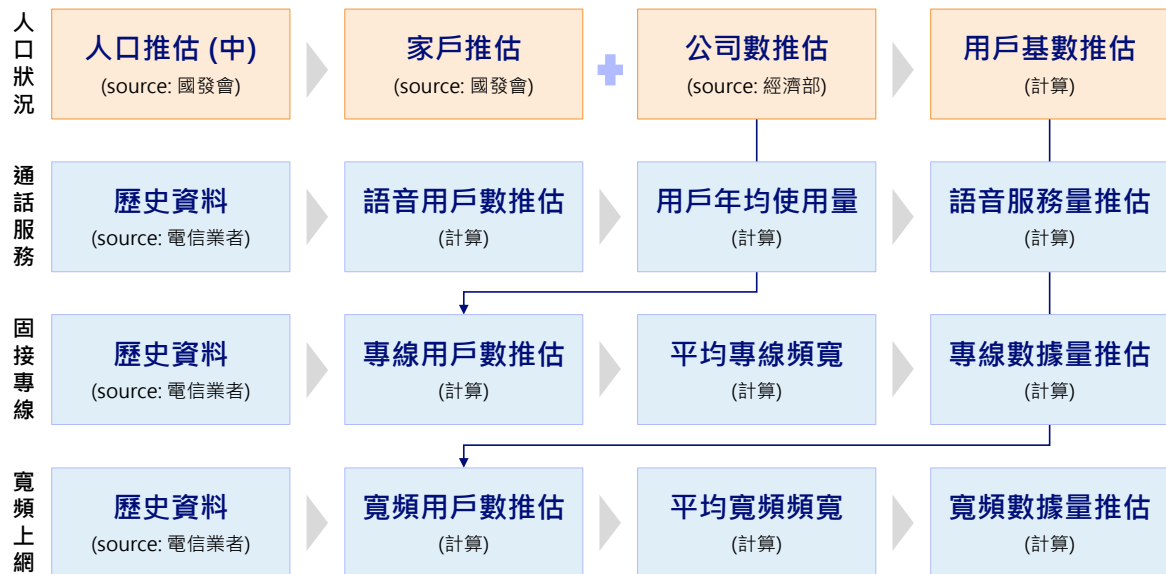 人口狀況
人口推估 (中)
(source: 國發會)
家戶推估
(source: 國發會)
公司數推估
(source: 經濟部)
用戶基數推估
(計算)
通話服務
歷史資料
(source: 電信業者)
語音用戶數推估
(計算)
用戶年均使用量
(計算)
語音服務量推估
(計算)
固接專線
歷史資料
(source: 電信業者)
專線用戶數推估
(計算)
平均專線頻寬
(計算)
專線數據量推估
(計算)
寬頻上網
歷史資料
(source: 電信業者)
寬頻用戶數推估
(計算)
平均寬頻頻寬
(計算)
寬頻數據量推估
(計算)